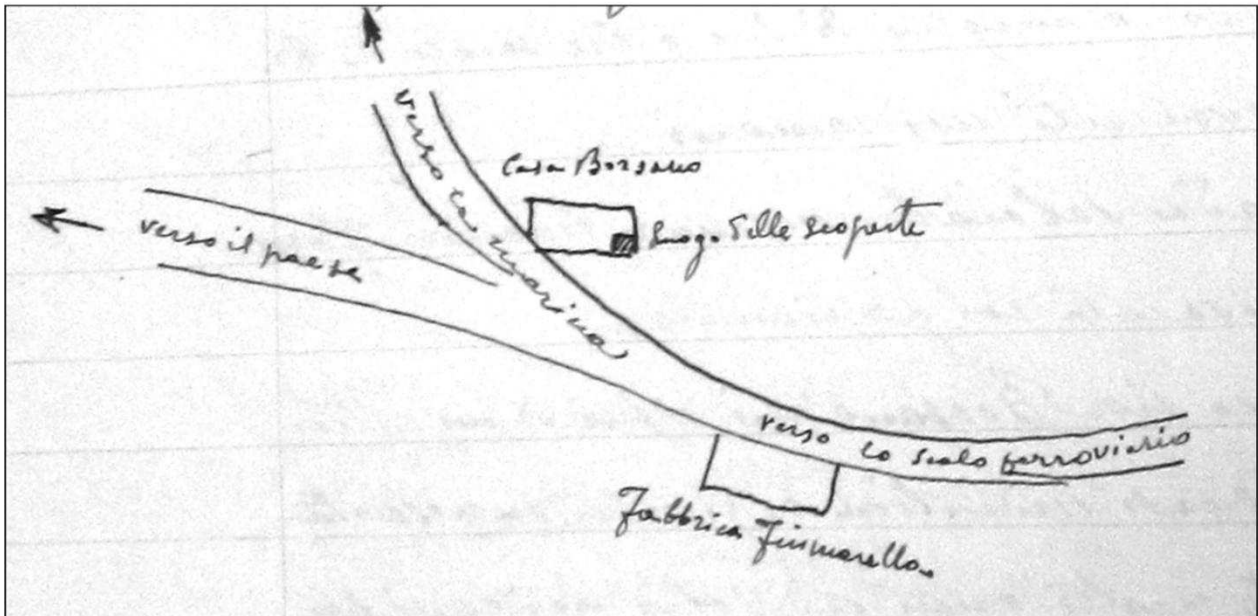 verso la marina
Casa Borsano
verso il paese
luogo delle scoperte
verso lo scalo ferroviario
Fabbrica Fiumarella